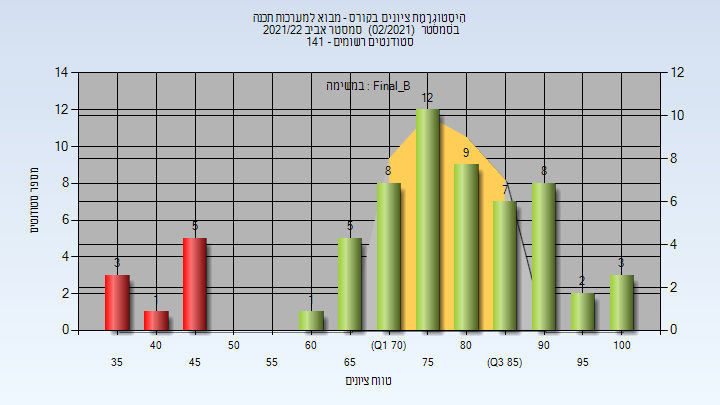 היסטוגרמת ציונים בקורס - מבוא למערכות תכנה
בסמסטר (02/2021) סמסטר אביב 2021/22
סטודנטים רשומים - 141
במשימה : Final_B
מספר סטודנטים
14 12 10 8 6 4 2 0
12 10 8 6 4 2 0
3 1 5 1 5 8 12 9 7 8 2 3
40 50 60 (Q1 70) 80 90 100
35 45 55 65 75 (Q3 85) 95
טווח ציונים